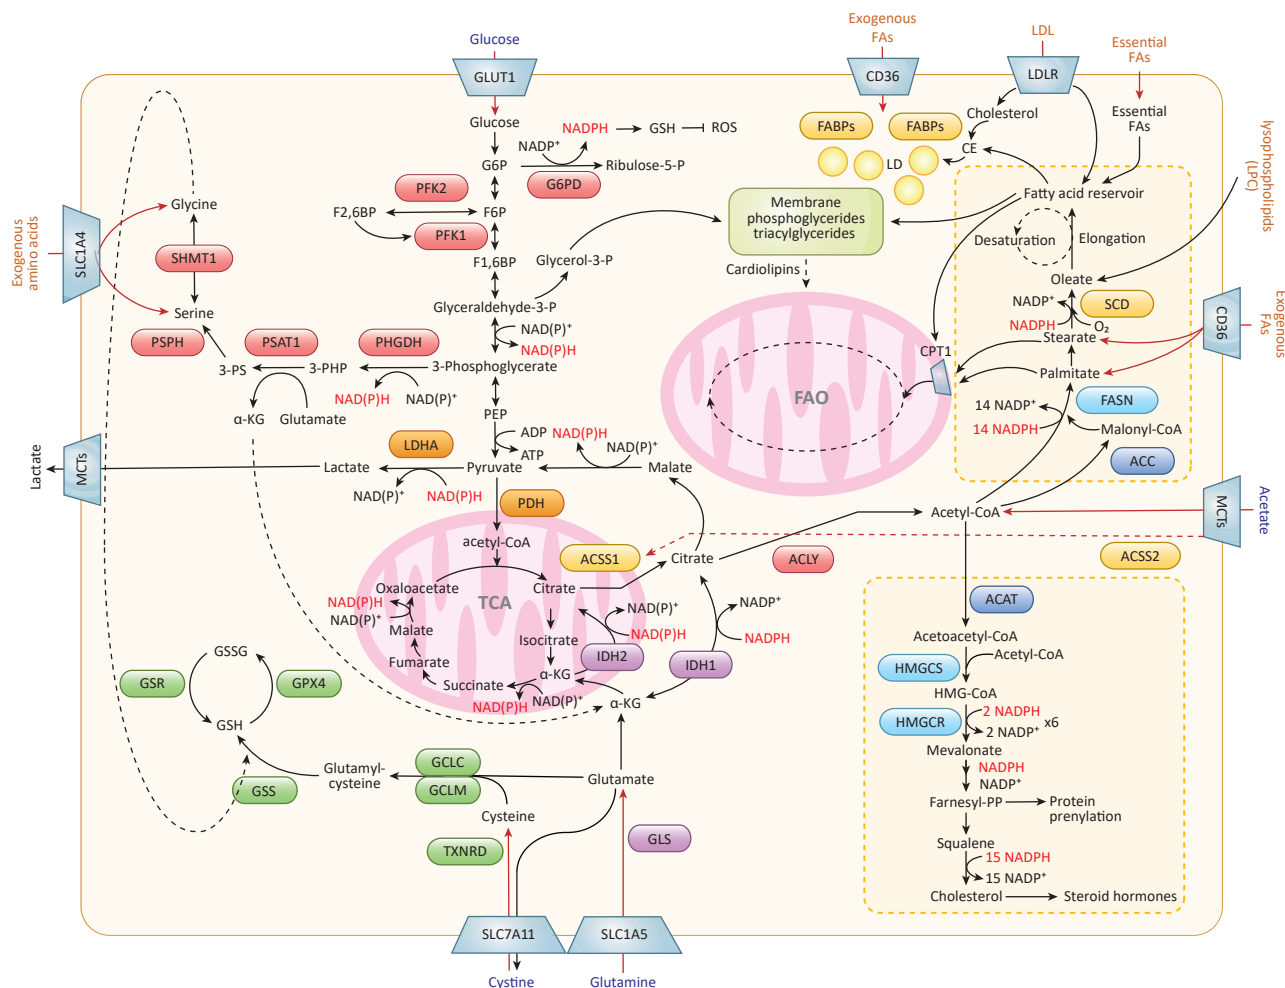 Glucose
GLUT1
Exogenous
FAs
CD36
LDL
LDLR
Essential
FAs
Glucose
NADPH
GSH
ROS
NADP⁺
G6P
Ribulose-5-P
G6PD
PFK2
F2,6BP
F6P
PFK1
F1,6BP
Glycerol-3-P
Glyceraldehyde-3-P
NAD(P)⁺
NAD(P)H
FABPs
FABPs
LD
Cholesterol
CE
Essential
FAs
lysophospholipids
(LPC)
Membrane
phosphoglycerides
triacylglycerides
Cardiolipins
Fatty acid reservoir
Desaturation
Elongation
Oleate
NADP⁺
SCD
NADPH
O₂
Stearate
Palmitate
CD36
Exogenous
FAs
CPT1
FAO
FASN
14 NADP⁺
14 NADPH
Malonyl-CoA
ACC
Exogenous
amino acids
SLC1A4
Glycine
SHMT1
Serine
PSPH
PSAT1
PHGDH
3-PS
3-PHP
3-Phosphoglycerate
NAD(P)H
NAD(P)⁺
α-KG
Glutamate
PEP
ADP
ATP
NAD(P)H
NAD(P)⁺
LDHA
Lactate
MCTs
Lactate
Pyruvate
Malate
NAD(P)⁺
NAD(P)H
PDH
acetyl-CoA
ACSS1
Citrate
ACLY
Acetyl-CoA
MCTs
Acetate
ACSS2
Oxaloacetate
Citrate
TCA
NAD(P)H
NAD(P)⁺
Malate
Isocitrate
NAD(P)⁺
NAD(P)H
IDH2
NADP⁺
NADPH
IDH1
Fumarate
α-KG
Succinate
NAD(P)H
NAD(P)⁺
α-KG
GSSG
GSR
GPX4
GSH
GSS
Glutamyl-
cysteine
GCLC
GCLM
Glutamate
Cysteine
TXNRD
GLS
SLC7A11
SLC1A5
Cystine
Glutamine
ACAT
Acetoacetyl-CoA
HMGCS
Acetyl-CoA
HMG-CoA
HMGCR
2 NADPH
2 NADP⁺
x6
Mevalonate
NADPH
NADP⁺
Farnesyl-PP
Protein
prenylation
Squalene
15 NADPH
15 NADP⁺
Cholesterol
Steroid hormones